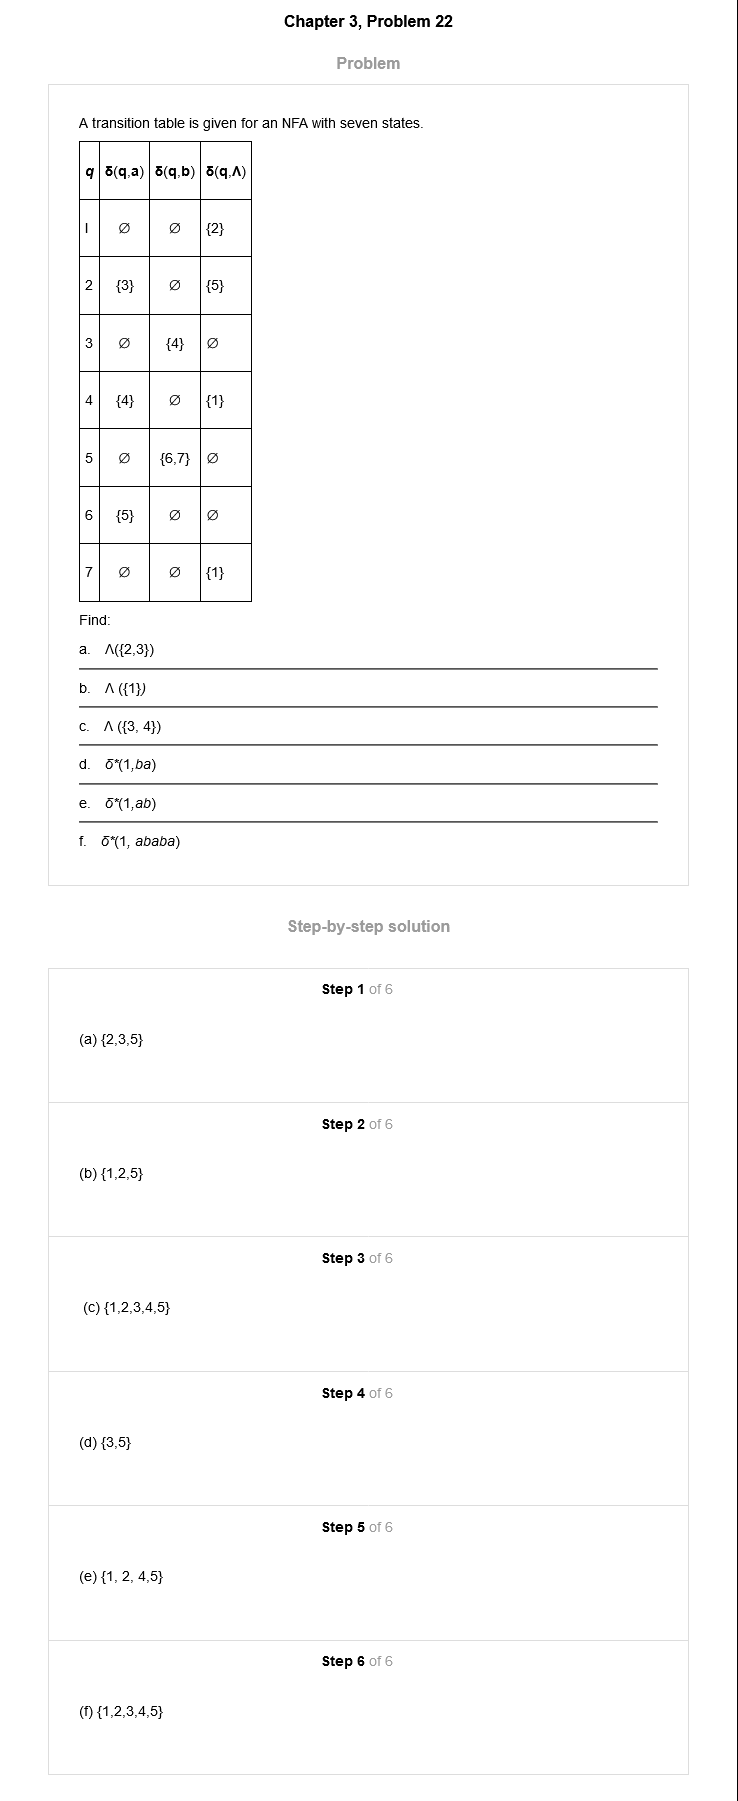 Chapter 3, Problem 22
Problem
A transition table is given for an NFA with seven states.
q δ(q,a) δ(q,b) δ(q,Λ)
l ∅ ∅ {2}
2 {3} ∅ {5}
3 ∅ {4} ∅
4 {4} ∅ {1}
5 ∅ {6,7} ∅
6 {5} ∅ ∅
7 ∅ ∅ {1}
Find:
a. Λ({2,3})
b. Λ ({1})
c. Λ ({3, 4})
d. δ*(1,ba)
e. δ*(1,ab)
f. δ*(1, ababa)
Step-by-step solution
Step 1 of 6
(a) {2,3,5}
Step 2 of 6
(b) {1,2,5}
Step 3 of 6
(c) {1,2,3,4,5}
Step 4 of 6
(d) {3,5}
Step 5 of 6
(e) {1, 2, 4,5}
Step 6 of 6
(f) {1,2,3,4,5}